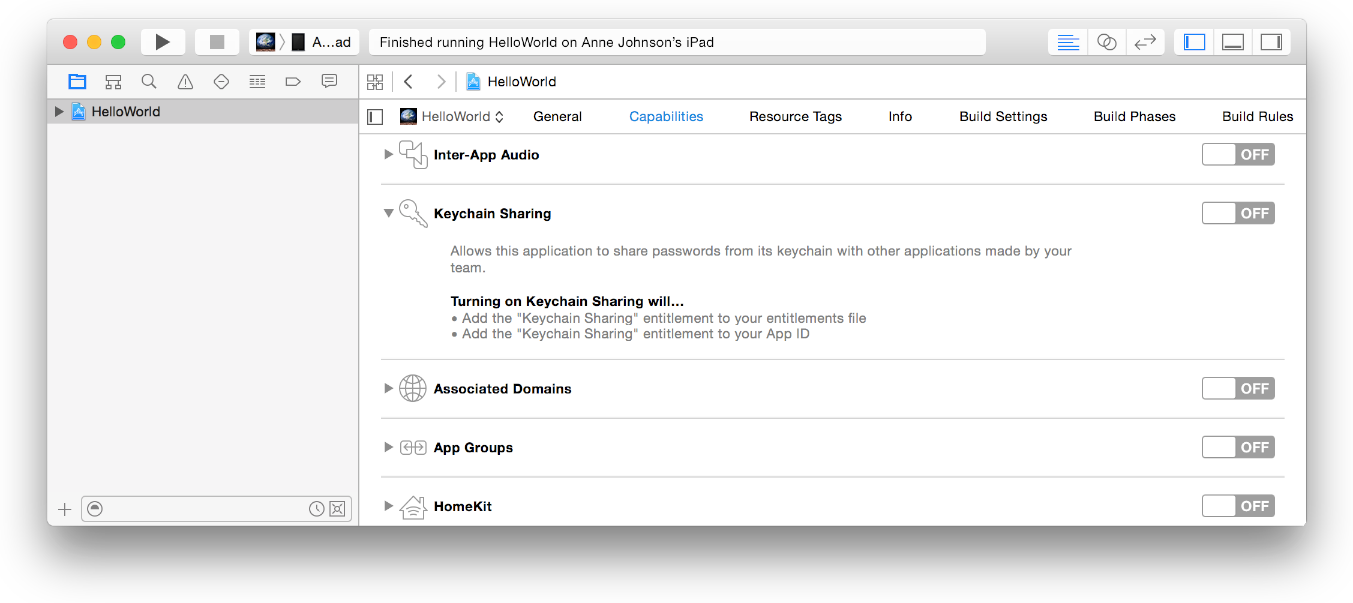 A...ad
Finished running HelloWorld on Anne Johnson's iPad
HelloWorld
HelloWorld
HelloWorld General Capabilities Resource Tags Info Build Settings Build Phases Build Rules
Inter-App Audio OFF
Keychain Sharing OFF
Allows this application to share passwords from its keychain with other applications made by your
team.
Turning on Keychain Sharing will...
• Add the "Keychain Sharing" entitlement to your entitlements file
• Add the "Keychain Sharing" entitlement to your App ID
Associated Domains OFF
App Groups OFF
HomeKit OFF